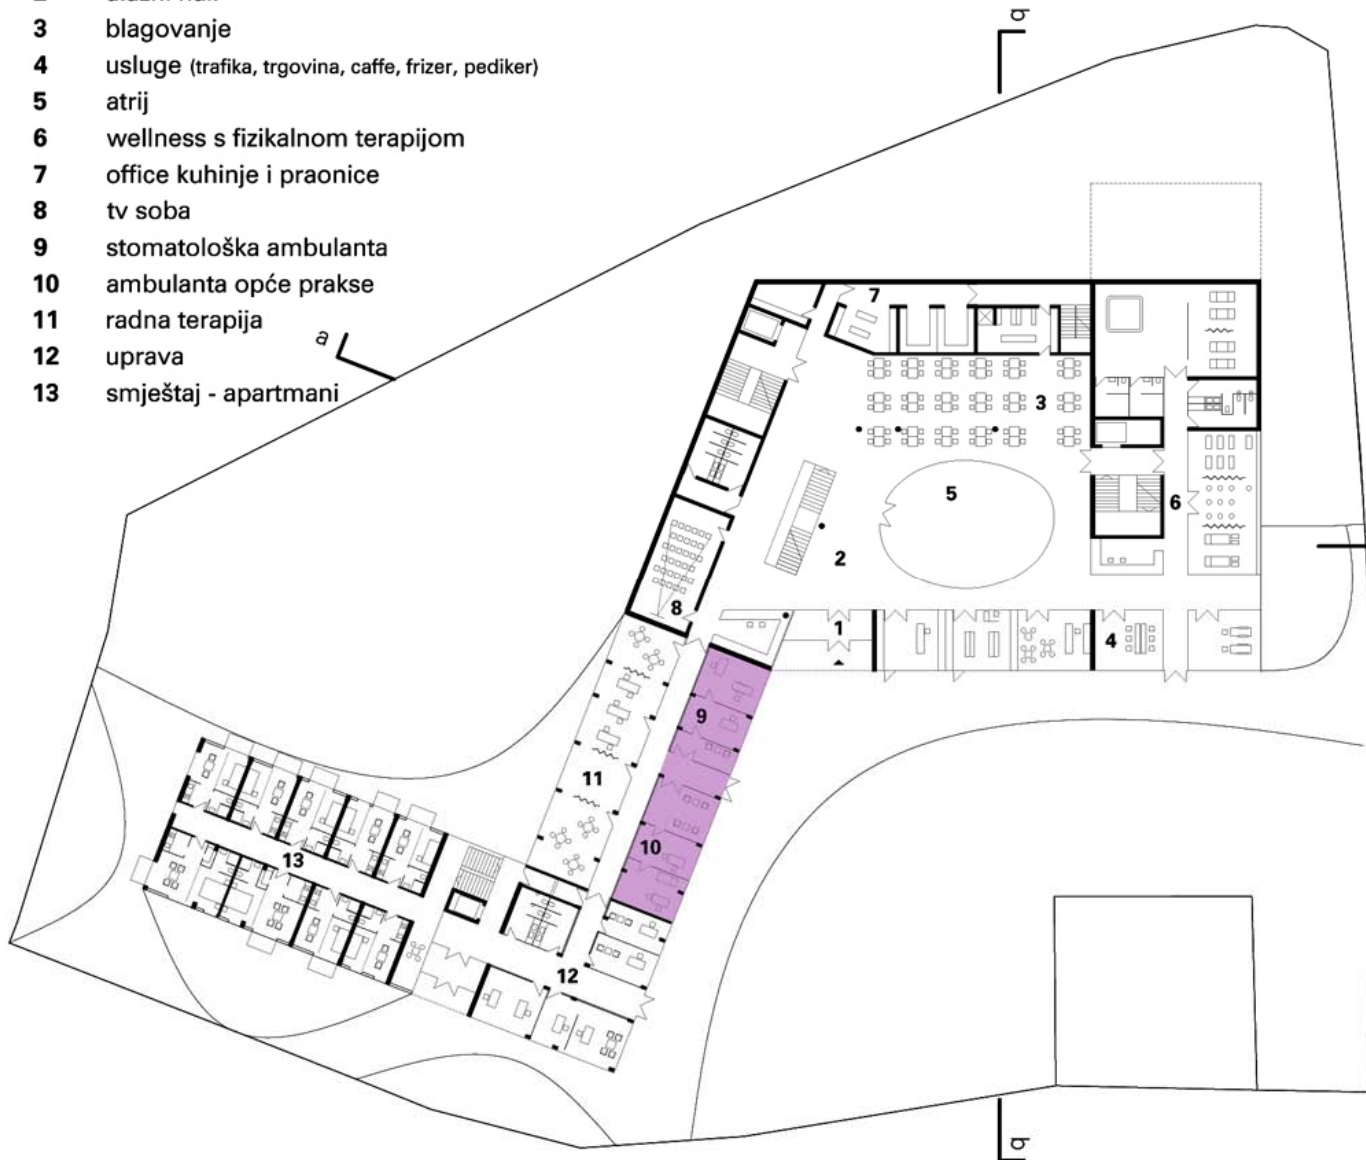 3 blagovanje
4 usluge (trafika, trgovina, caffe, frizer, pediker)
5 atrij
6 wellness s fizikalnom terapijom
7 office kuhinje i praonice
8 tv soba
9 stomatološka ambulanta
10 ambulanta opće prakse
11 radna terapija
12 uprava
13 smještaj - apartmani
b
a
7
3
5
6
2
8
1
4
9
11
10
13
12
b